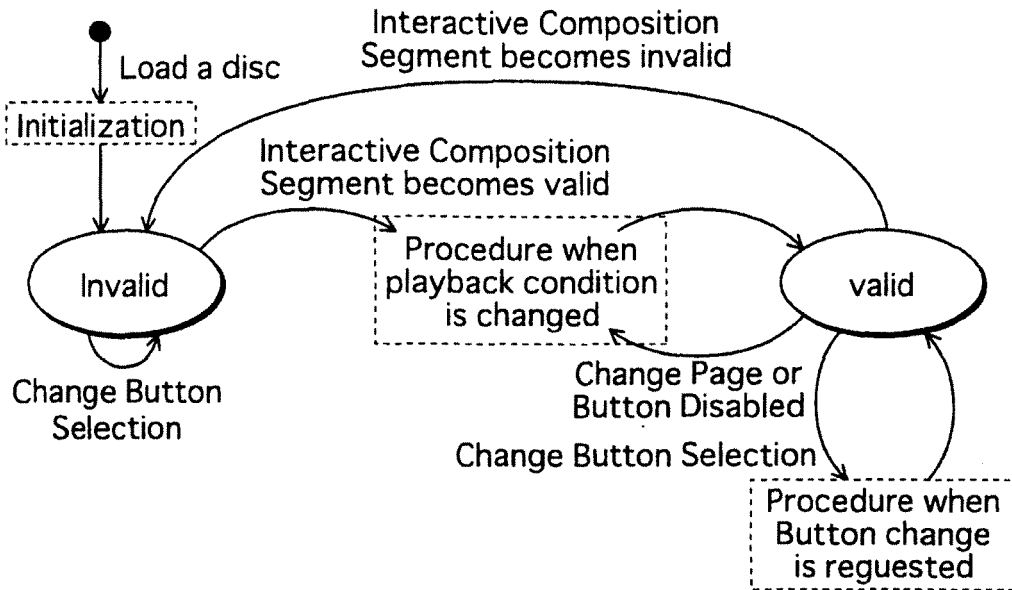 Interactive Composition
Segment becomes invalid
Load a disc
Initialization
Interactive Composition
Segment becomes valid
Procedure when
playback condition
is changed
Invalid
valid
Change Button
Selection
Change Page or
Button Disabled
Change Button Selection
Procedure when
Button change
is reguested